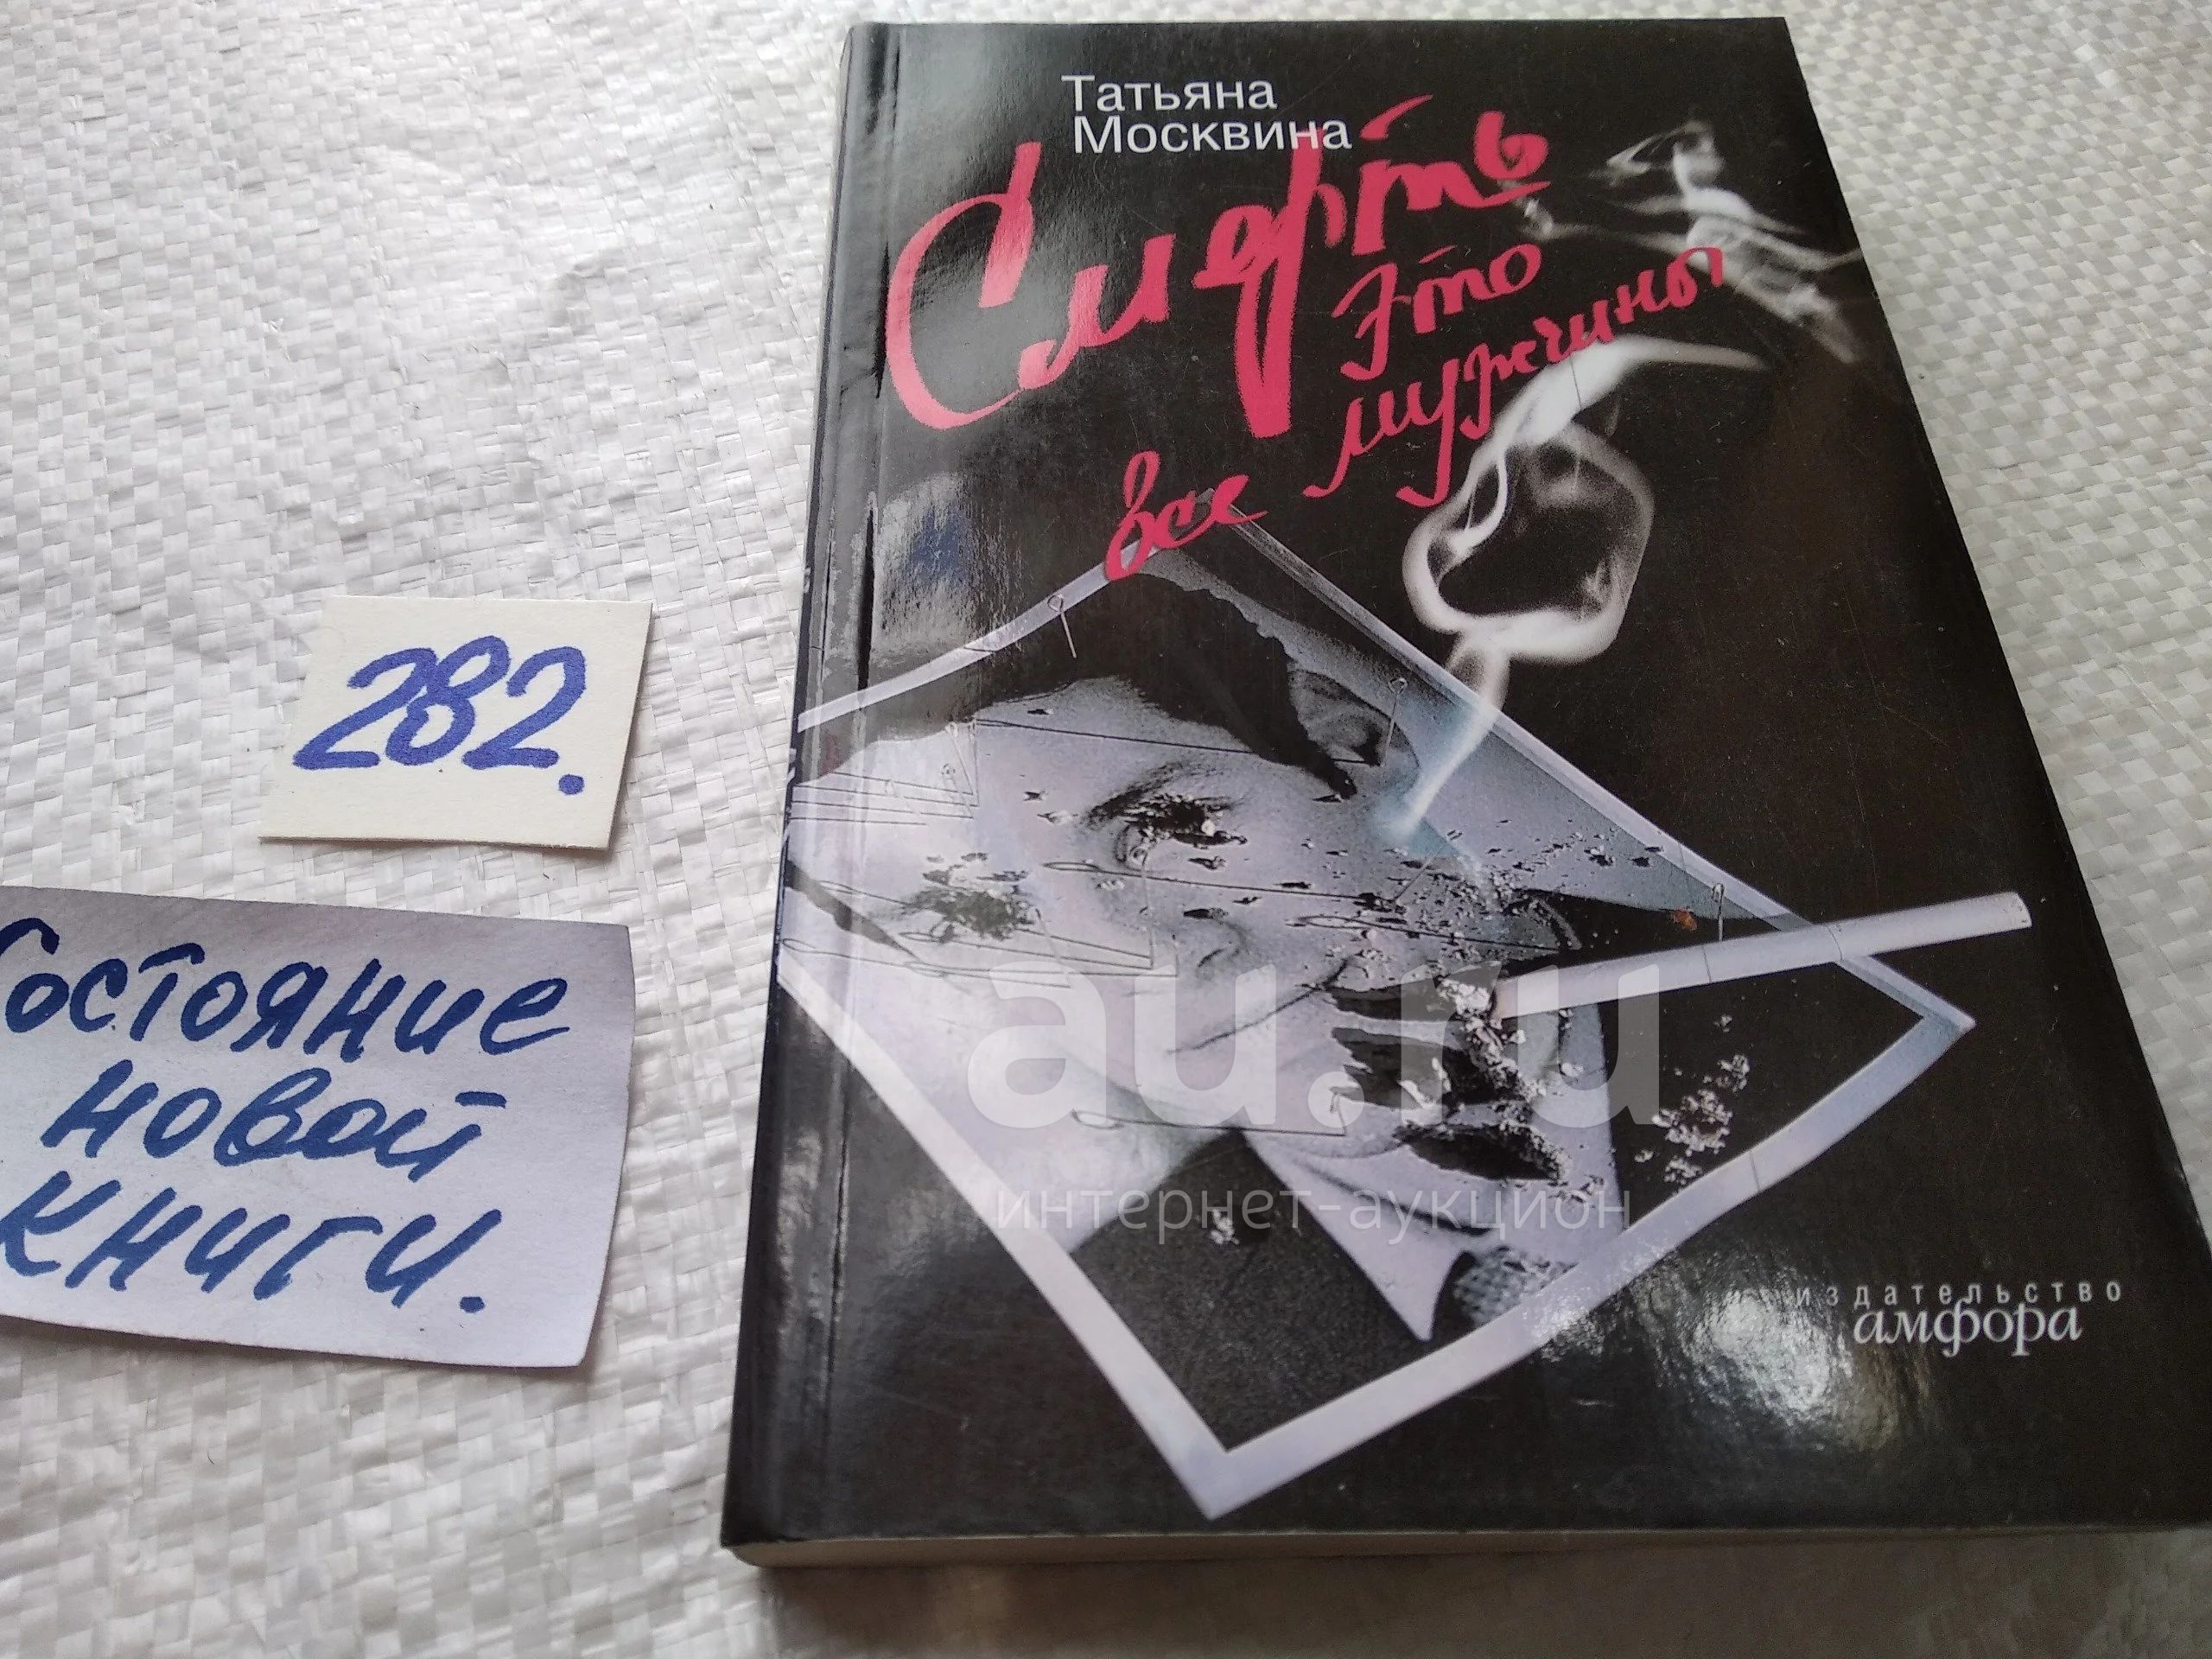 Татьяна
Москвина
Смерть
это
все мужчины
282.
Состояние
новой
книги.
au.ru
интернет-аукцион
издательство
амфора